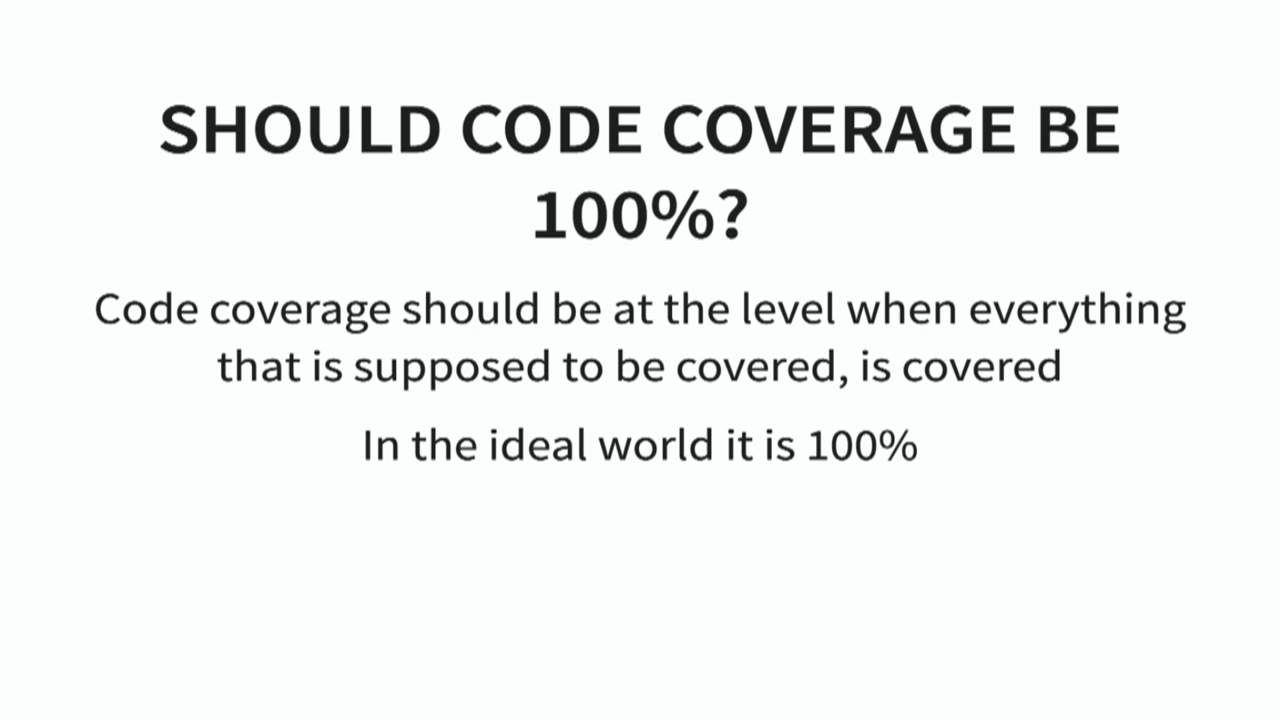 SHOULD CODE COVERAGE BE
100%?
Code coverage should be at the level when everything
that is supposed to be covered, is covered
In the ideal world it is 100%